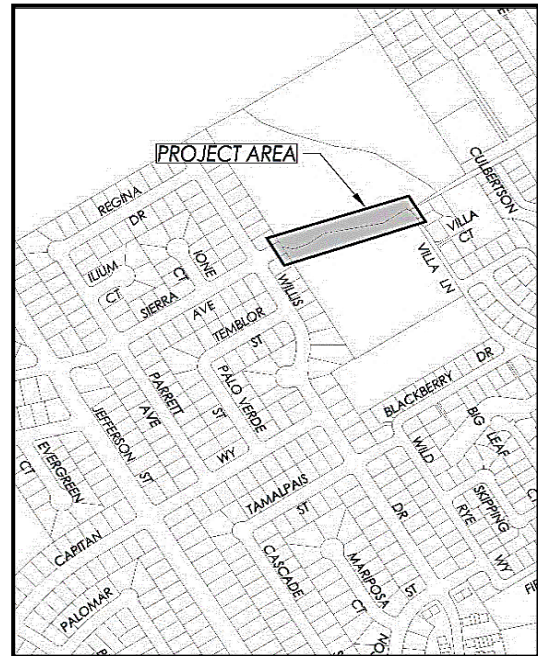 PROJECT AREA
CULBERTSON
REGINA
DR
VILLA
CT
ILIUM
CT
IONE
CT
VILLA
LN
WILLIS
SIERRA
AVE
TEMBLOR
ST
PALO VERDE
DR
BLACKBERRY
PARRETT
AVE
ST
JEFFERSON
ST
WY
BIG LEAF
WILD
RYE
WY
SKIPPING
EVERGREEN
CT
TAMALPAIS
ST
DR
CAPITAN
CASCADE
MARIPOSA
CT
ST
PALOMAR